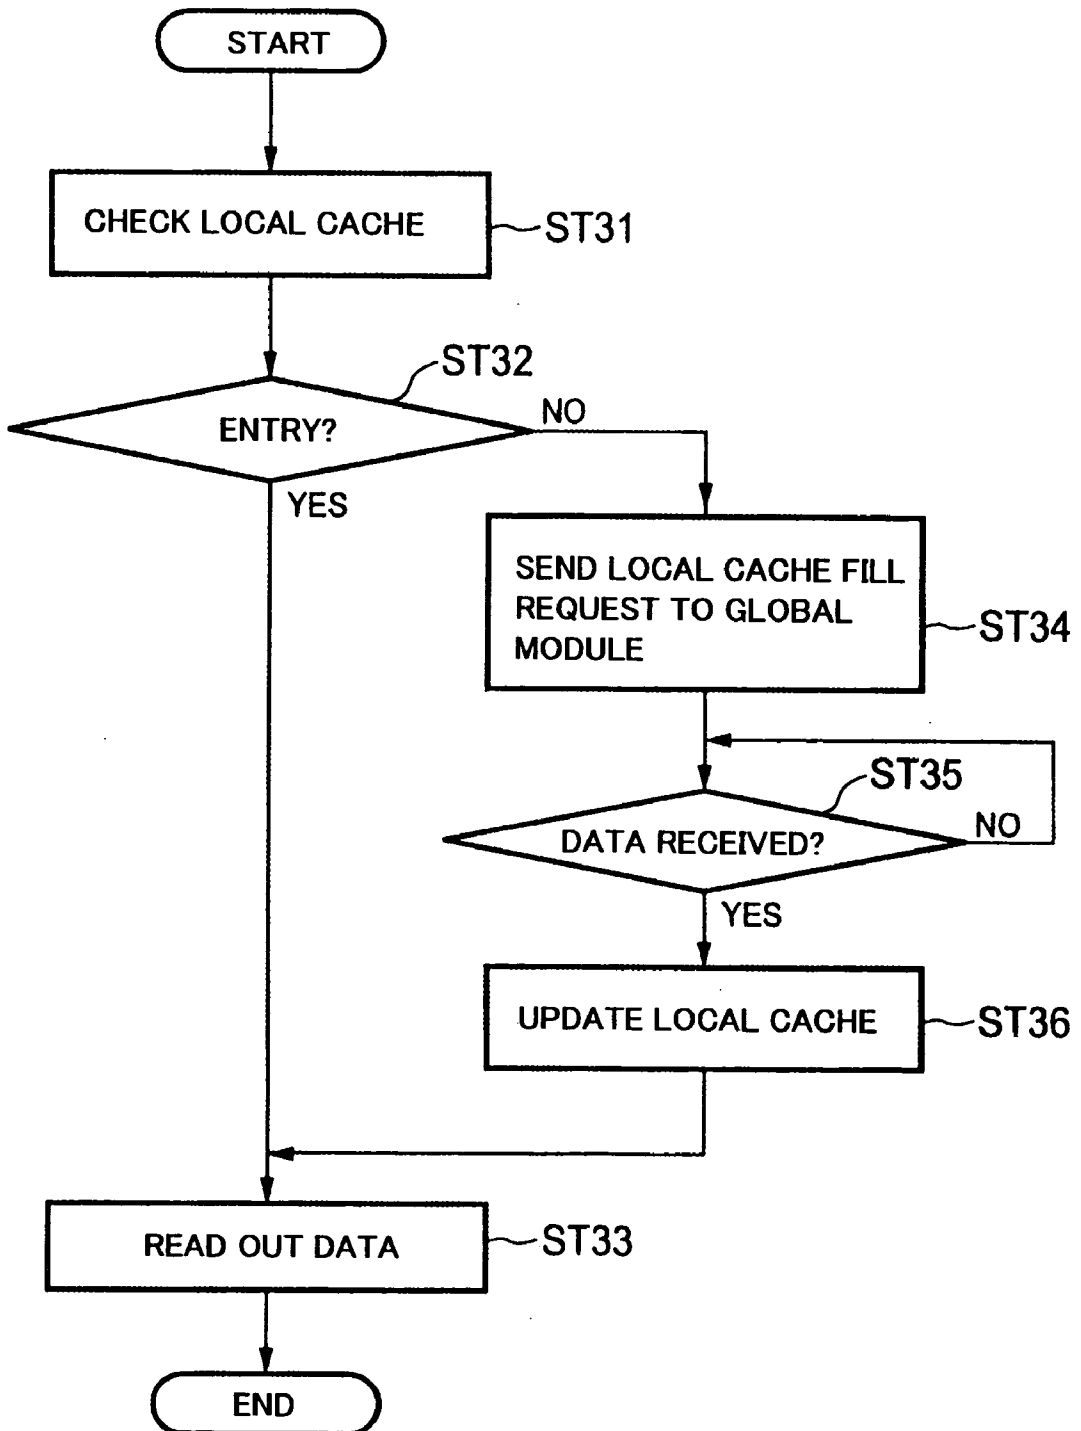 START
CHECK LOCAL CACHE
ST31
ST32
ENTRY?
NO
YES
SEND LOCAL CACHE FILL
REQUEST TO GLOBAL
MODULE
ST34
ST35
DATA RECEIVED?
NO
YES
UPDATE LOCAL CACHE
ST36
READ OUT DATA
ST33
END